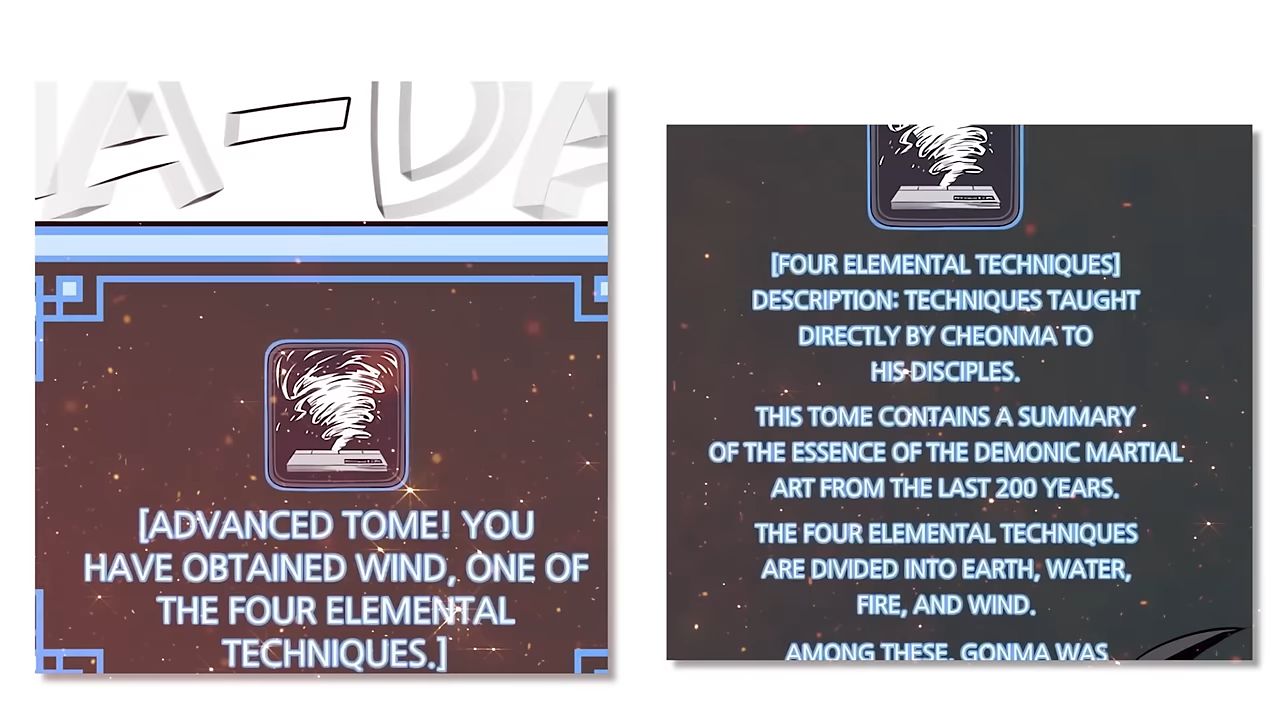 A-DA
[ADVANCED TOME! YOU
HAVE OBTAINED WIND, ONE OF
THE FOUR ELEMENTAL
TECHNIQUES.]
[FOUR ELEMENTAL TECHNIQUES]
DESCRIPTION: TECHNIQUES TAUGHT
DIRECTLY BY CHEONMA TO
HIS DISCIPLES.
THIS TOME CONTAINS A SUMMARY
OF THE ESSENCE OF THE DEMONIC MARTIAL
ART FROM THE LAST 200 YEARS.
THE FOUR ELEMENTAL TECHNIQUES
ARE DIVIDED INTO EARTH, WATER,
FIRE, AND WIND.
AMONG THESE, GONMA WAS